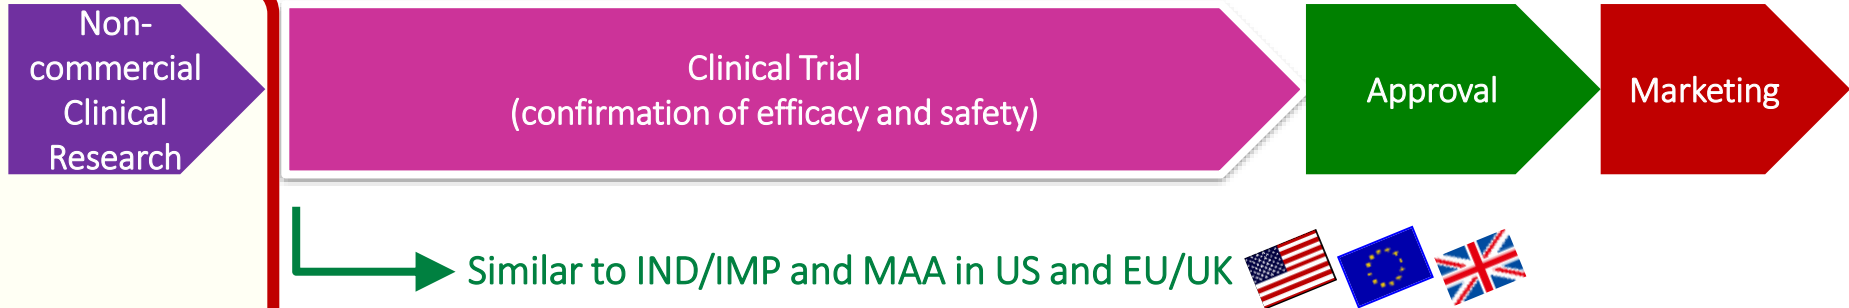 Non-
commercial
Clinical
Research
Clinical Trial
(confirmation of efficacy and safety)
Approval
Marketing
Similar to IND/IMP and MAA in US and EU/UK